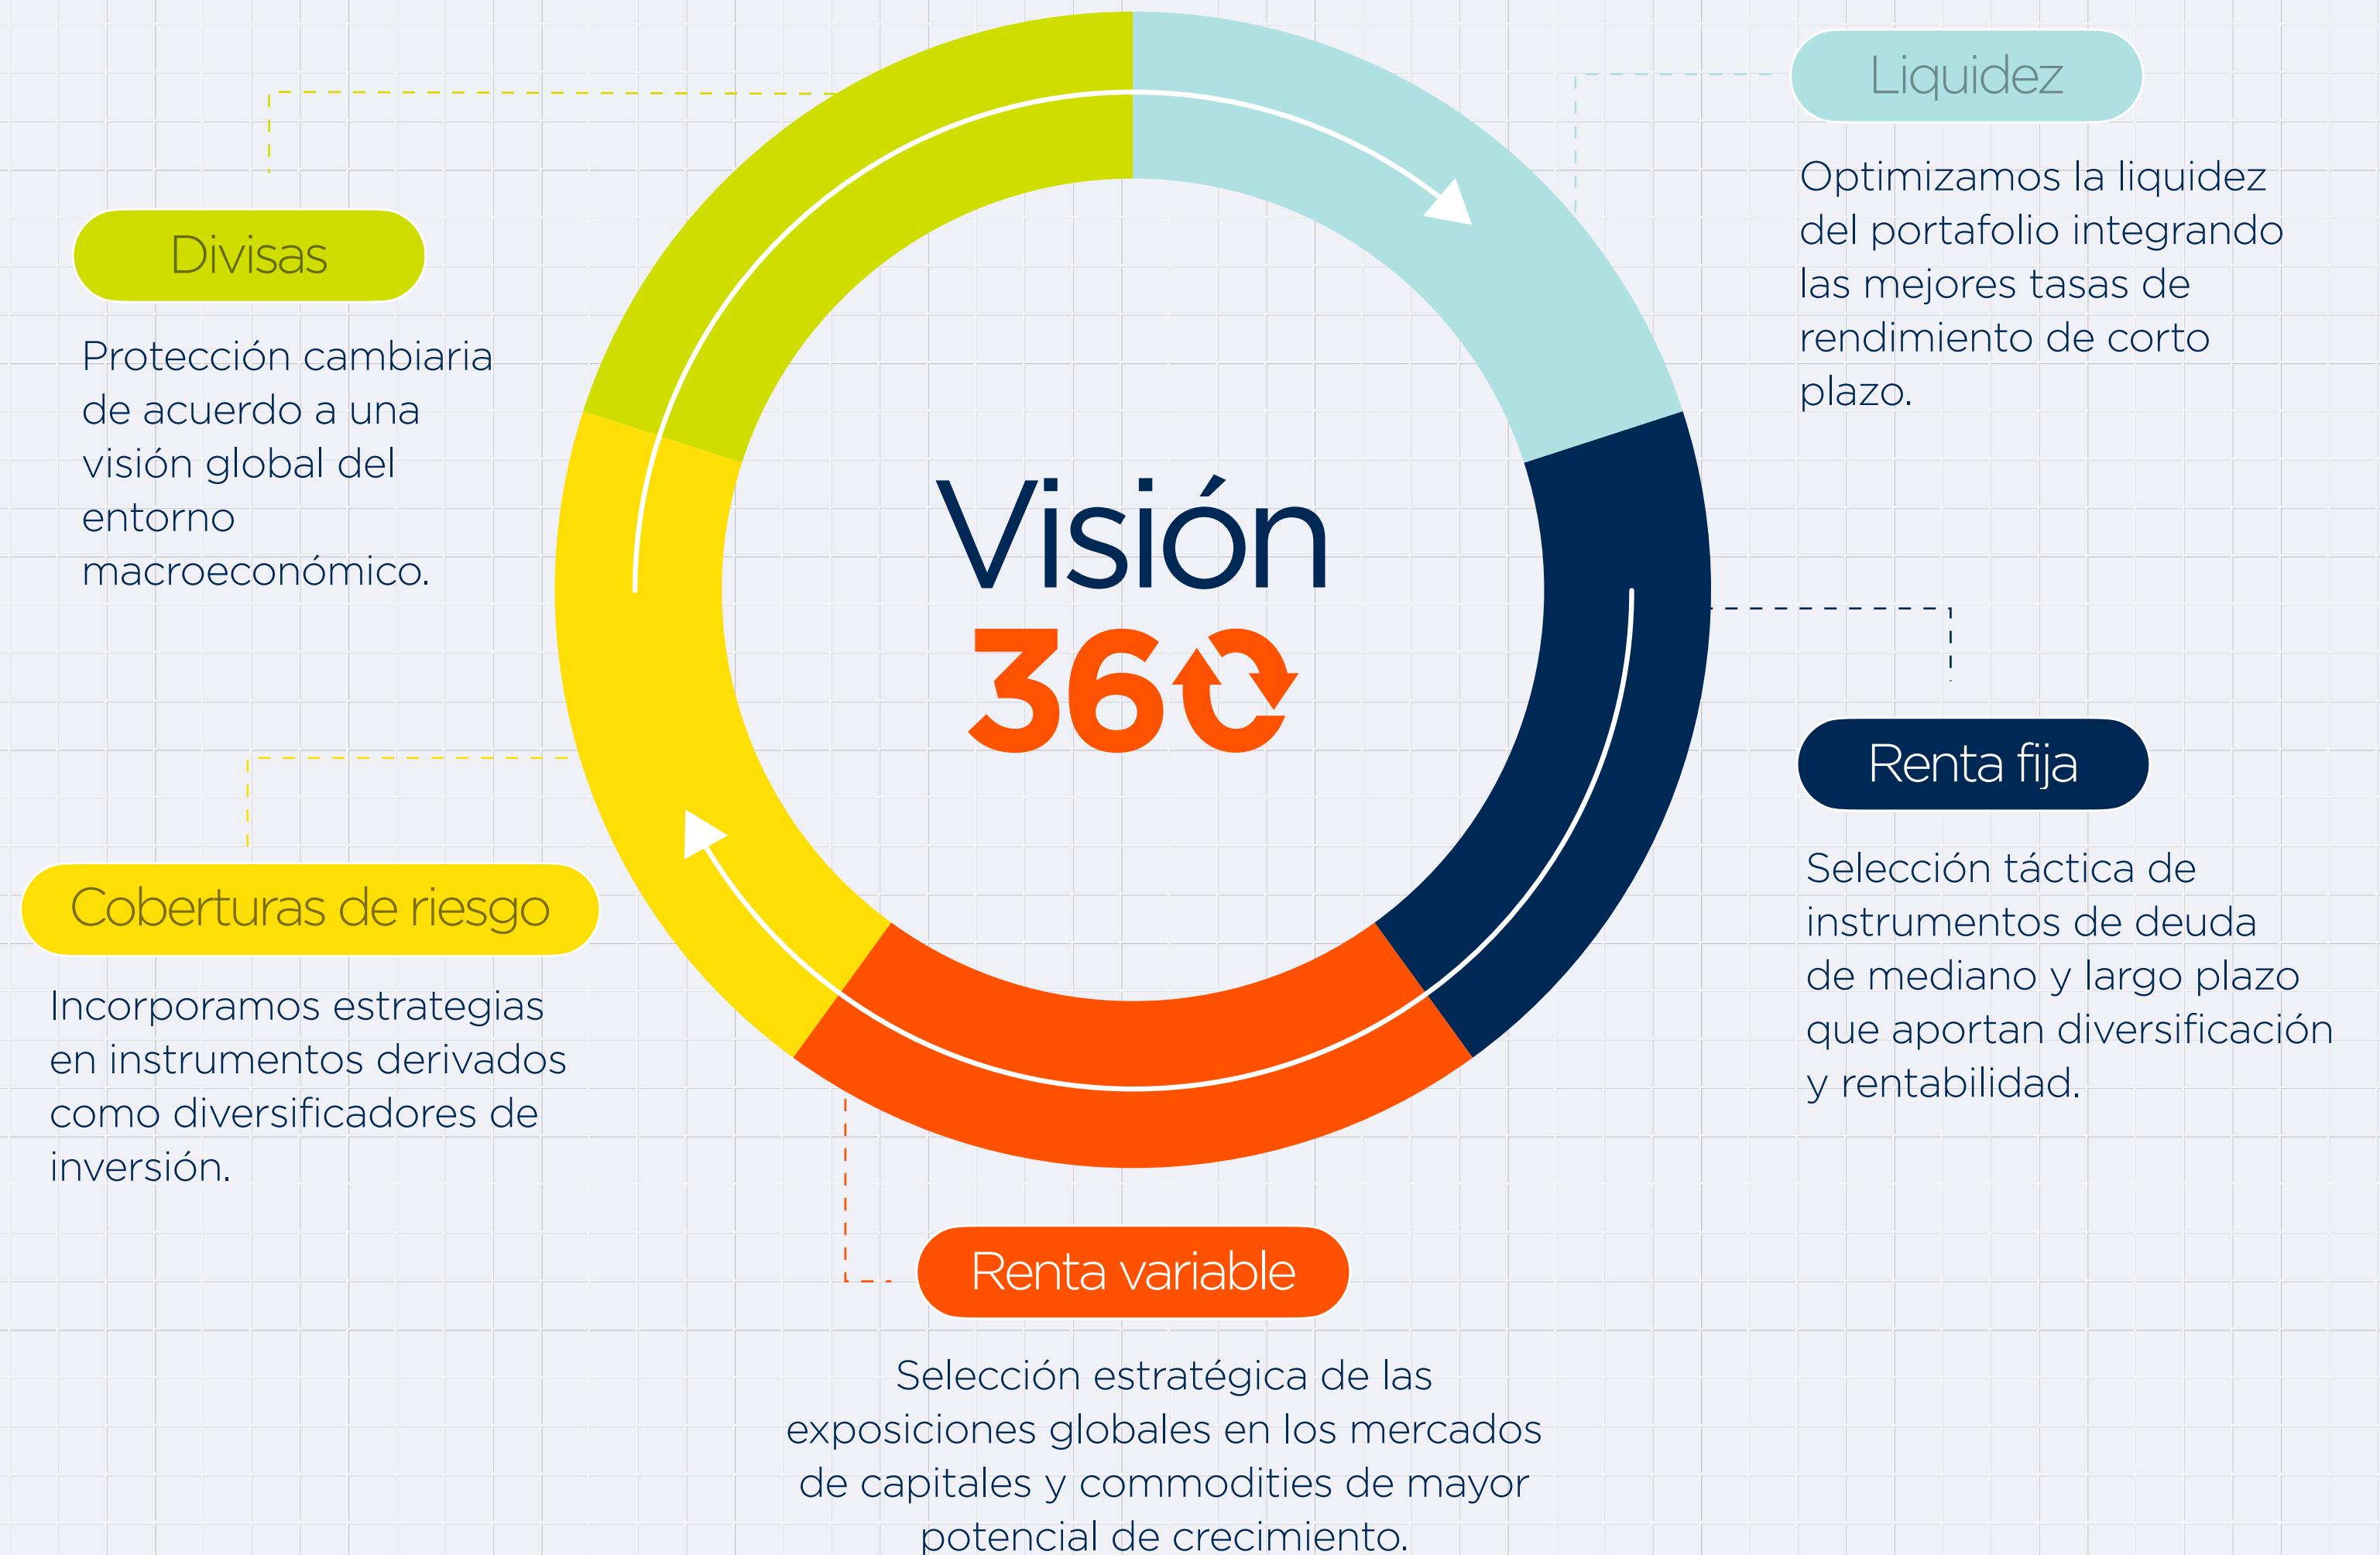 Liquidez
Optimizamos la liquidez
del portafolio integrando
las mejores tasas de
rendimiento de corto
plazo.
Divisas
Protección cambiaria
de acuerdo a una
visión global del
entorno
macroeconómico.
Visión
360
Renta fija
Selección táctica de
instrumentos de deuda
de mediano y largo plazo
que aportan diversificación
y rentabilidad.
Coberturas de riesgo
Incorporamos estrategias
en instrumentos derivados
como diversificadores de
inversión.
Renta variable
Selección estratégica de las
exposiciones globales en los mercados
de capitales y commodities de mayor
potencial de crecimiento.